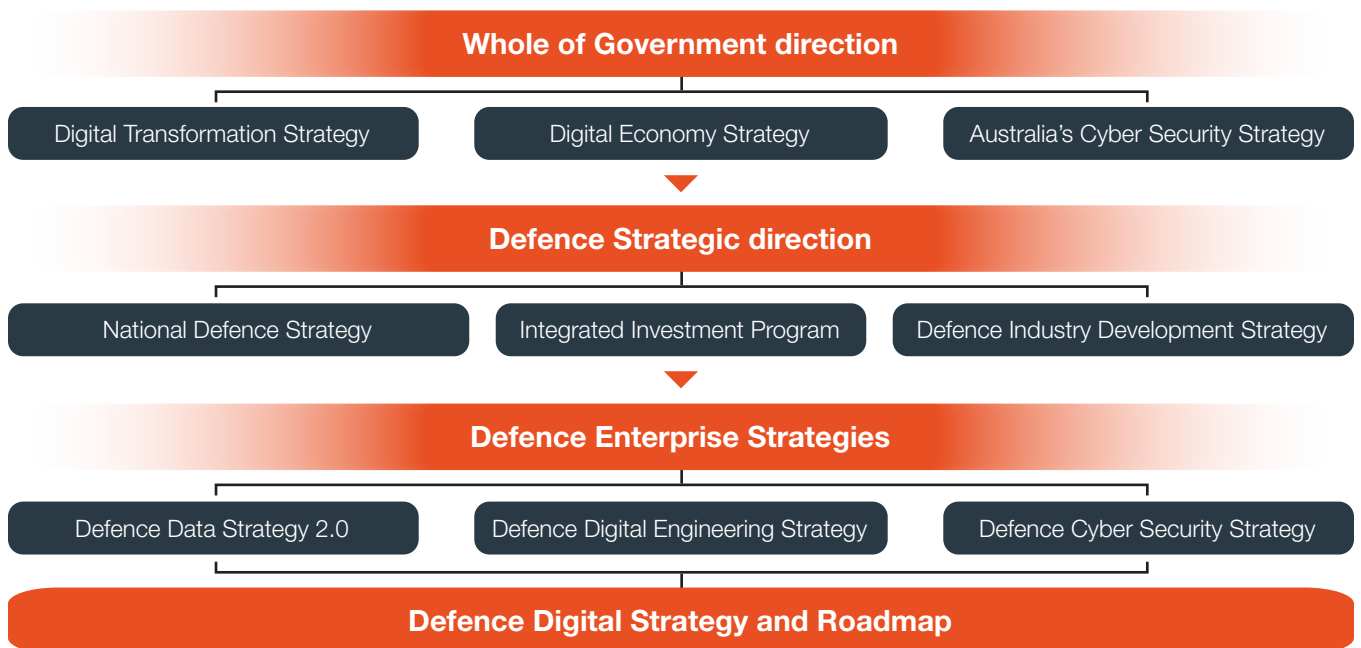 Whole of Government direction
Digital Transformation Strategy
Digital Economy Strategy
Australia's Cyber Security Strategy
Defence Strategic direction
National Defence Strategy
Integrated Investment Program
Defence Industry Development Strategy
Defence Enterprise Strategies
Defence Data Strategy 2.0
Defence Digital Engineering Strategy
Defence Cyber Security Strategy
Defence Digital Strategy and Roadmap